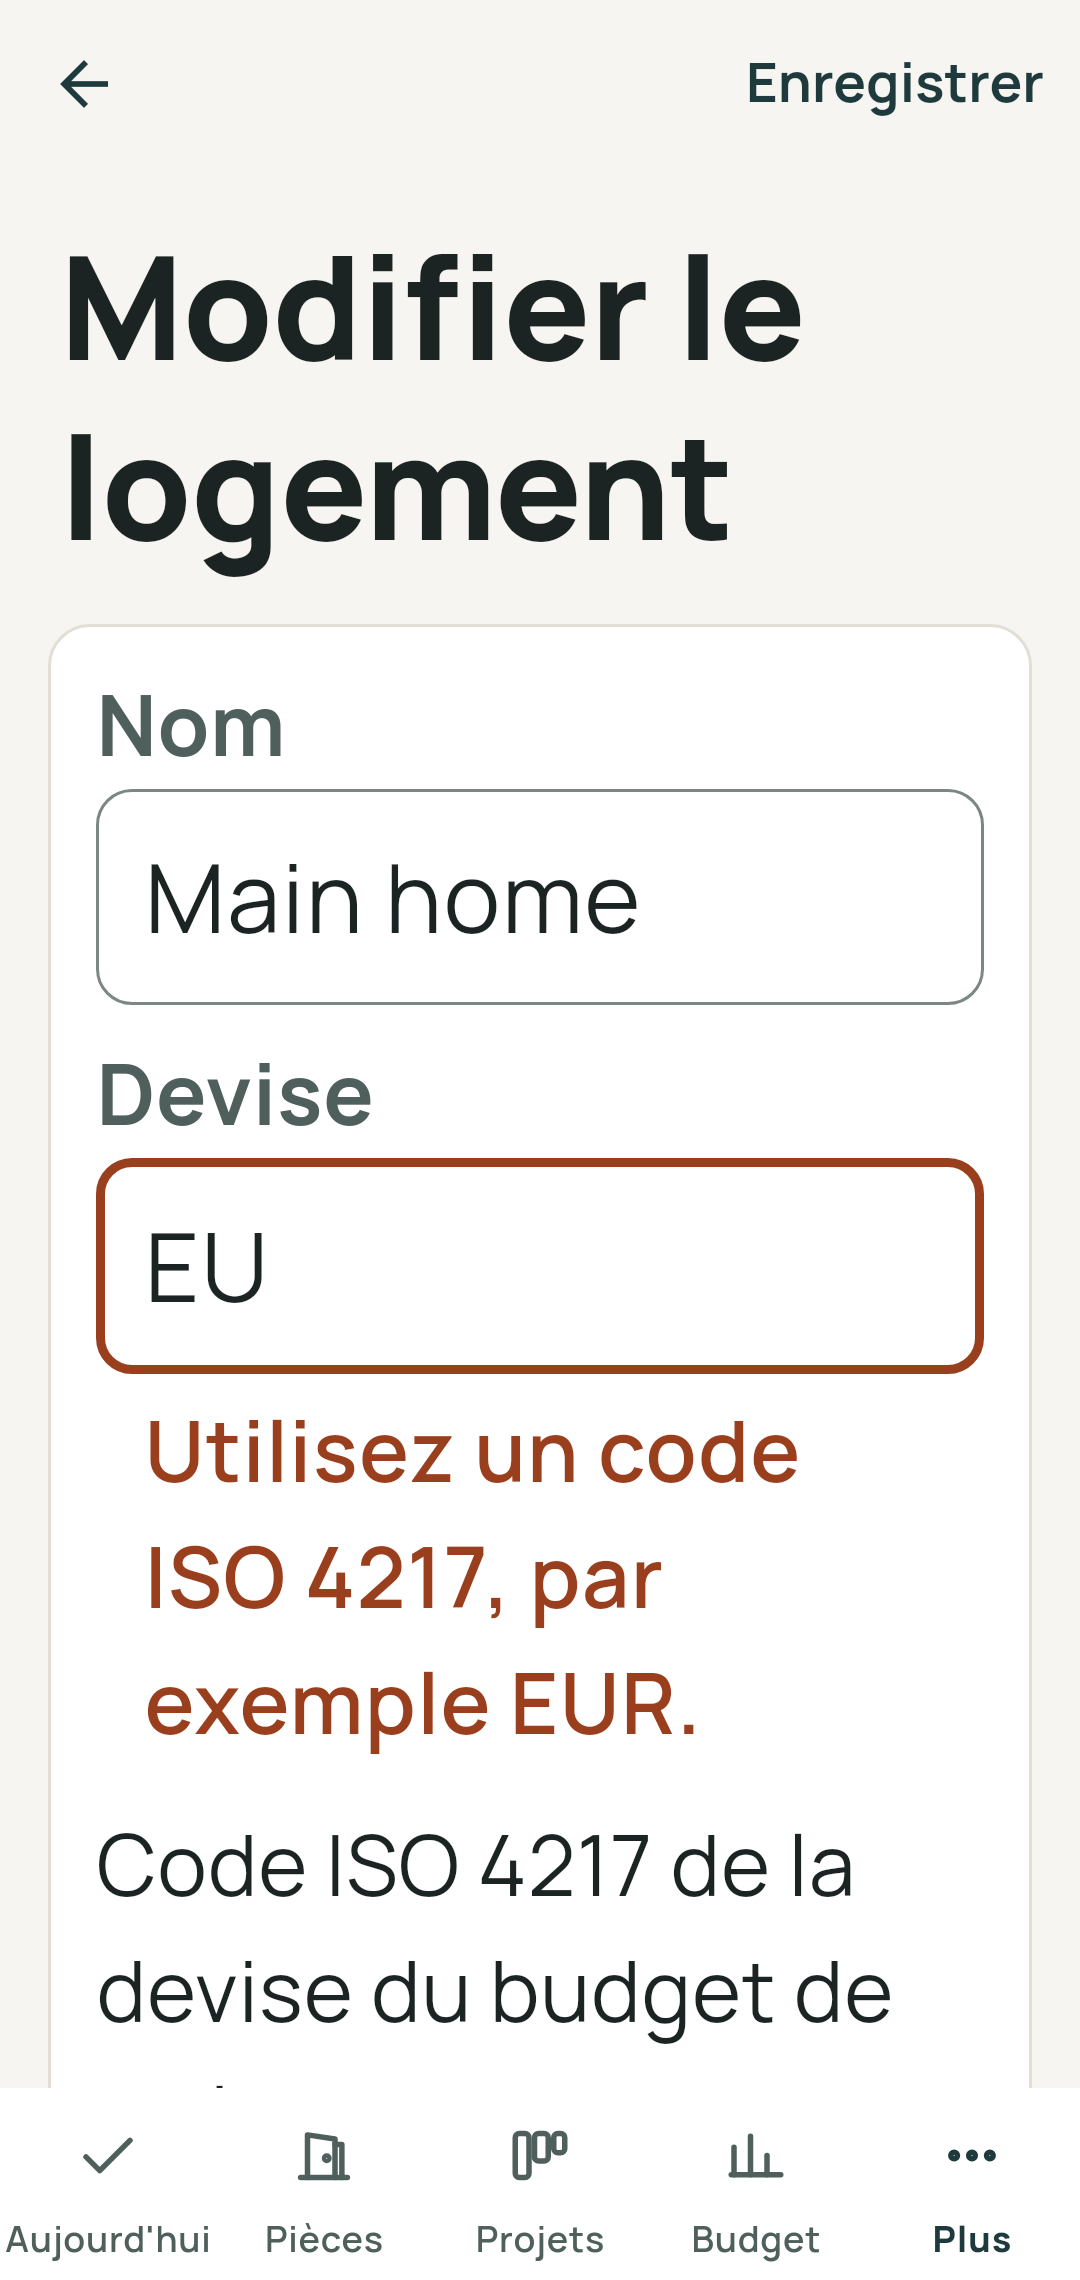 Enregistrer
Modifier le
logement
Nom
Main home
Devise
EU
Utilisez un code
ISO 4217, par
exemple EUR.
Code ISO 4217 de la
devise du budget de
Aujourd'hui
Pièces
Projets
Budget
Plus